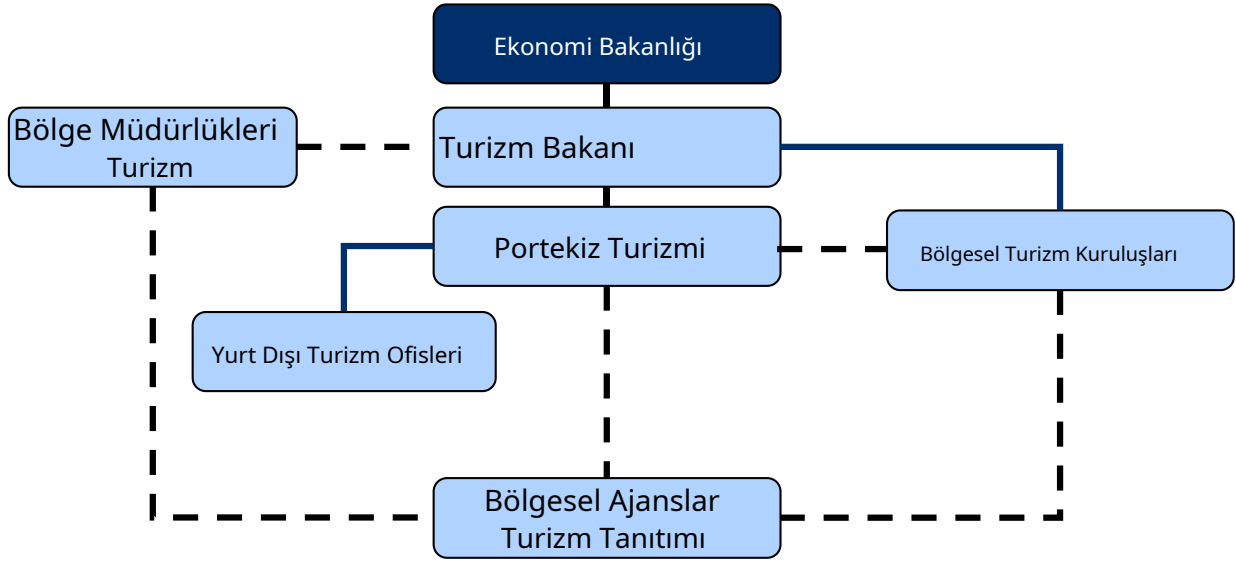 Ekonomi Bakanlığı
Bölge Müdürlükleri
Turizm
Turizm Bakanı
Portekiz Turizmi
Bölgesel Turizm Kuruluşları
Yurt Dışı Turizm Ofisleri
Bölgesel Ajanslar
Turizm Tanıtımı